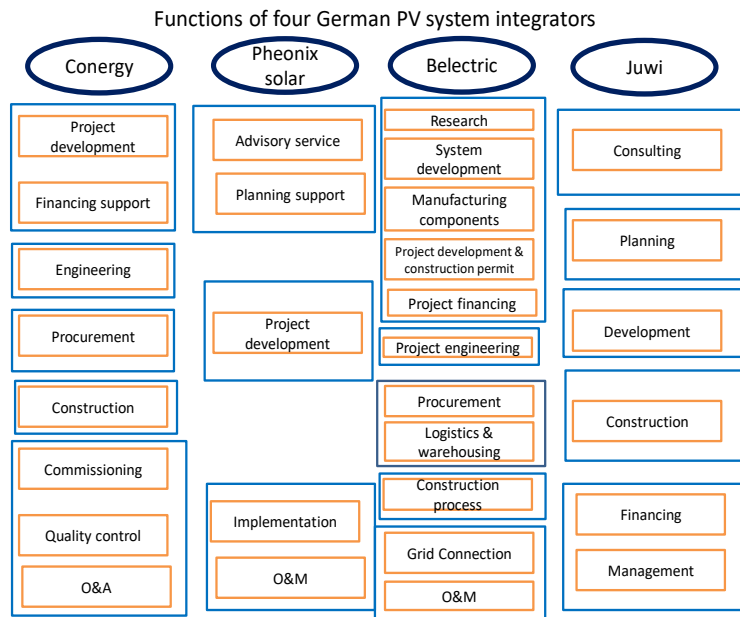 Functions of four German PV system integrators
Conergy
Project
development
Financing support
Engineering
Procurement
Construction
Commissioning
Quality control
O&A
Pheonix
solar
Advisory service
Planning support
Project
development
Implementation
O&M
Belectric
Research
System
development
Manufacturing
components
Project development &
construction permit
Project financing
Project engineering
Procurement
Logistics &
warehousing
Construction
process
Grid Connection
O&M
Juwi
Consulting
Planning
Development
Construction
Financing
Management